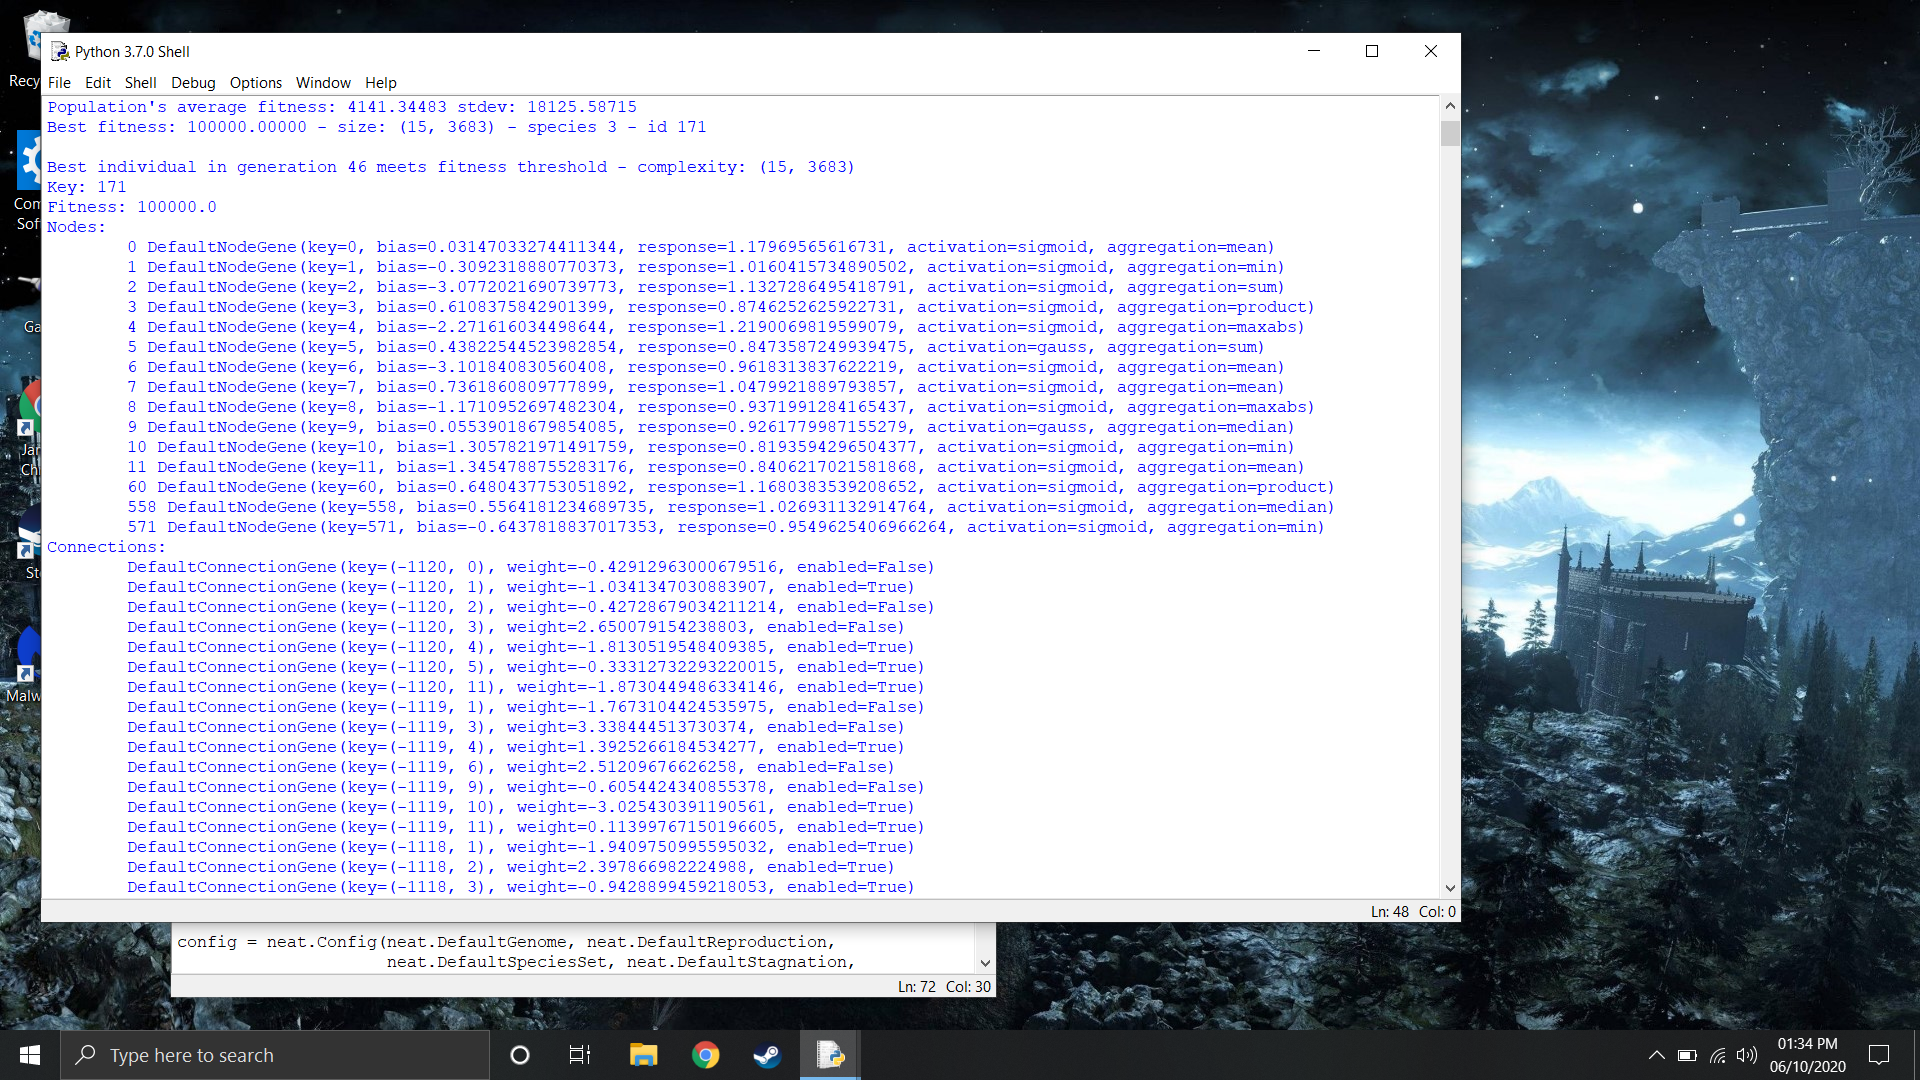 Recy
Python 3.7.0 Shell
File Edit Shell Debug Options Window Help
Population's average fitness: 4141.34483 stdev: 18125.58715
Best fitness: 100000.00000 - size: (15, 3683) - species 3 - id 171
Best individual in generation 46 meets fitness threshold - complexity: (15, 3683)
Key: 171
Fitness: 100000.0
Nodes:
0 DefaultNodeGene(key=0, bias=0.03147033274411344, response=1.17969565616731, activation=sigmoid, aggregation=mean)
1 DefaultNodeGene(key=1, bias=-0.3092318880770373, response=1.0160415734890502, activation=sigmoid, aggregation=min)
2 DefaultNodeGene(key=2, bias=-3.0772021690739773, response=1.1327286495418791, activation=sigmoid, aggregation=sum)
3 DefaultNodeGene(key=3, bias=0.6108375842901399, response=0.8746252625922731, activation=sigmoid, aggregation=product)
4 DefaultNodeGene(key=4, bias=-2.271616034498644, response=1.2190069819599079, activation=sigmoid, aggregation=maxabs)
5 DefaultNodeGene(key=5, bias=0.43822544523982854, response=0.8473587249939475, activation=gauss, aggregation=sum)
6 DefaultNodeGene(key=6, bias=-3.101840830560408, response=0.9618313837622219, activation=sigmoid, aggregation=mean)
7 DefaultNodeGene(key=7, bias=0.7361860809777899, response=1.0479921889793857, activation=sigmoid, aggregation=mean)
8 DefaultNodeGene(key=8, bias=-1.1710952697482304, response=0.9371991284165437, activation=sigmoid, aggregation=maxabs)
9 DefaultNodeGene(key=9, bias=0.05539018679854085, response=0.9261779987155279, activation=gauss, aggregation=median)
10 DefaultNodeGene(key=10, bias=1.3057821971491759, response=0.8193594296504377, activation=sigmoid, aggregation=min)
11 DefaultNodeGene(key=11, bias=1.3454788755283176, response=0.8406217021581868, activation=sigmoid, aggregation=mean)
60 DefaultNodeGene(key=60, bias=0.6480437753051892, response=1.1680383539208652, activation=sigmoid, aggregation=product)
558 DefaultNodeGene(key=558, bias=0.5564181234689735, response=1.026931132914764, activation=sigmoid, aggregation=median)
571 DefaultNodeGene(key=571, bias=-0.6437818837017353, response=0.9549625406966264, activation=sigmoid, aggregation=min)
Connections:
DefaultConnectionGene(key=(-1120, 0), weight=-0.42912963000679516, enabled=False)
DefaultConnectionGene(key=(-1120, 1), weight=-1.0341347030883907, enabled=True)
DefaultConnectionGene(key=(-1120, 2), weight=-0.42728679034211214, enabled=False)
DefaultConnectionGene(key=(-1120, 3), weight=2.650079154238803, enabled=False)
DefaultConnectionGene(key=(-1120, 4), weight=-1.8130519548409385, enabled=True)
DefaultConnectionGene(key=(-1120, 5), weight=-0.33312732293220015, enabled=True)
DefaultConnectionGene(key=(-1120, 11), weight=-1.8730449486334146, enabled=True)
DefaultConnectionGene(key=(-1119, 1), weight=-1.7673104424535975, enabled=False)
DefaultConnectionGene(key=(-1119, 3), weight=3.338444513730374, enabled=False)
DefaultConnectionGene(key=(-1119, 4), weight=1.3925266184534277, enabled=True)
DefaultConnectionGene(key=(-1119, 6), weight=2.51209676626258, enabled=False)
DefaultConnectionGene(key=(-1119, 9), weight=-0.6054424340855378, enabled=False)
DefaultConnectionGene(key=(-1119, 10), weight=-3.025430391190561, enabled=True)
DefaultConnectionGene(key=(-1119, 11), weight=0.11399767150196605, enabled=True)
DefaultConnectionGene(key=(-1118, 1), weight=-1.9409750995595032, enabled=True)
DefaultConnectionGene(key=(-1118, 2), weight=2.397866982224988, enabled=True)
DefaultConnectionGene(key=(-1118, 3), weight=-0.9428899459218053, enabled=True)
Ln: 48 Col: 0
Com
Sof
Ga
Jar
Ch
St
Malw
config = neat.Config(neat.DefaultGenome, neat.DefaultReproduction,
neat.DefaultSpeciesSet, neat.DefaultStagnation,
Ln: 72 Col: 30
Type here to search
01:34 PM
06/10/2020